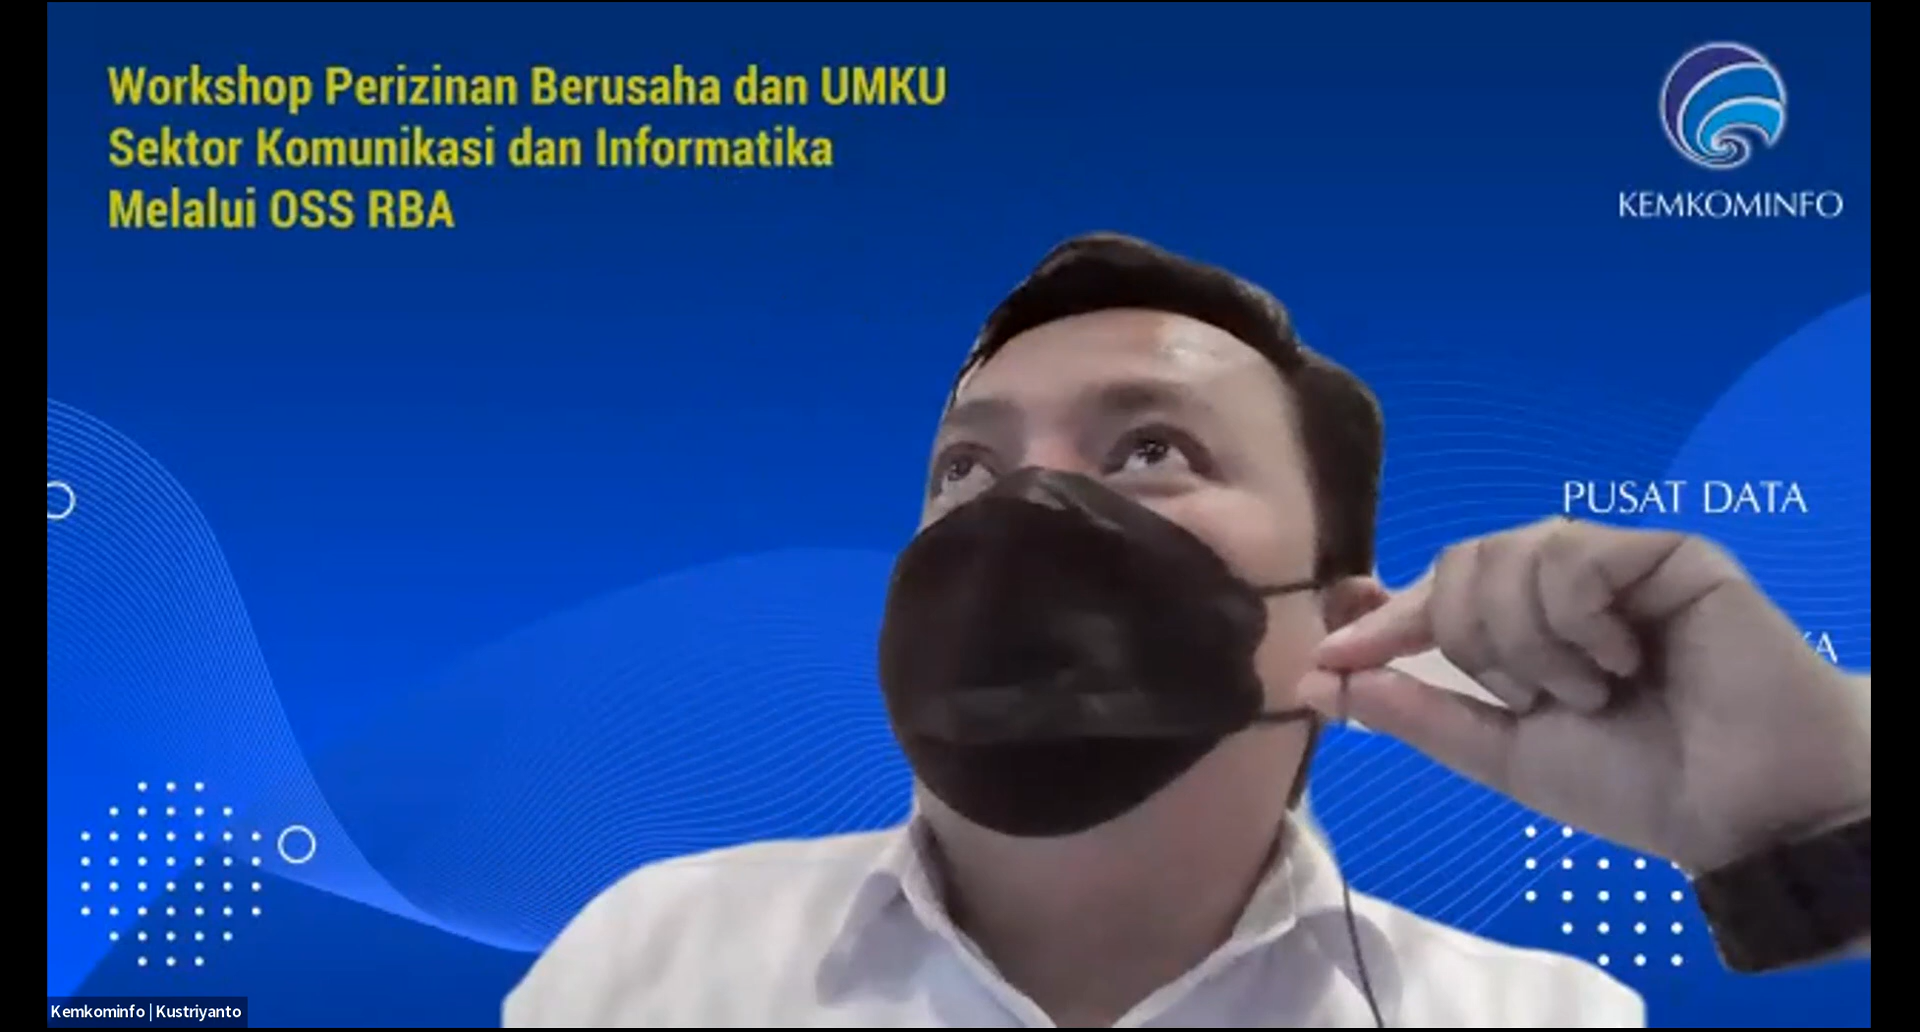 Workshop Perizinan Berusaha dan UMKU
Sektor Komunikasi dan Informatika
Melalui OSS RBA
KEMKOMINFO
PUSAT DATA
Kemkominfo | Kustriyanto